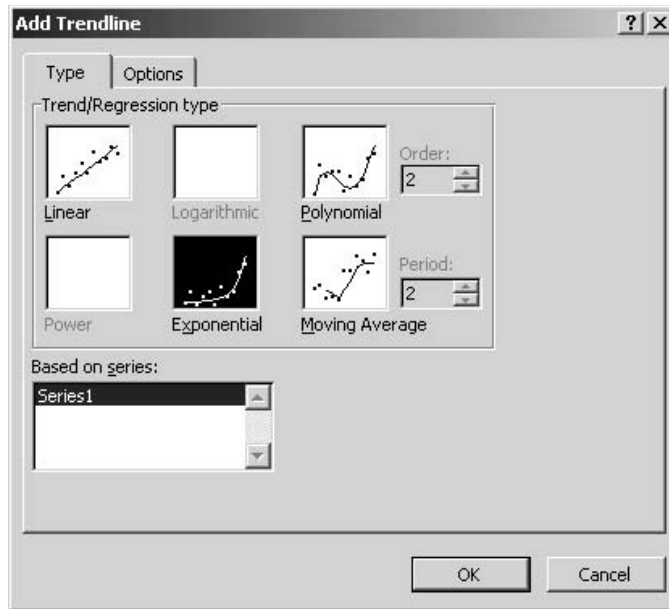 Add Trendline
Type
Options
Trend/Regression type
Linear
Logarithmic
Polynomial
Order:
2
Power
Exponential
Moving Average
Period:
2
Based on series:
Series1
OK
Cancel